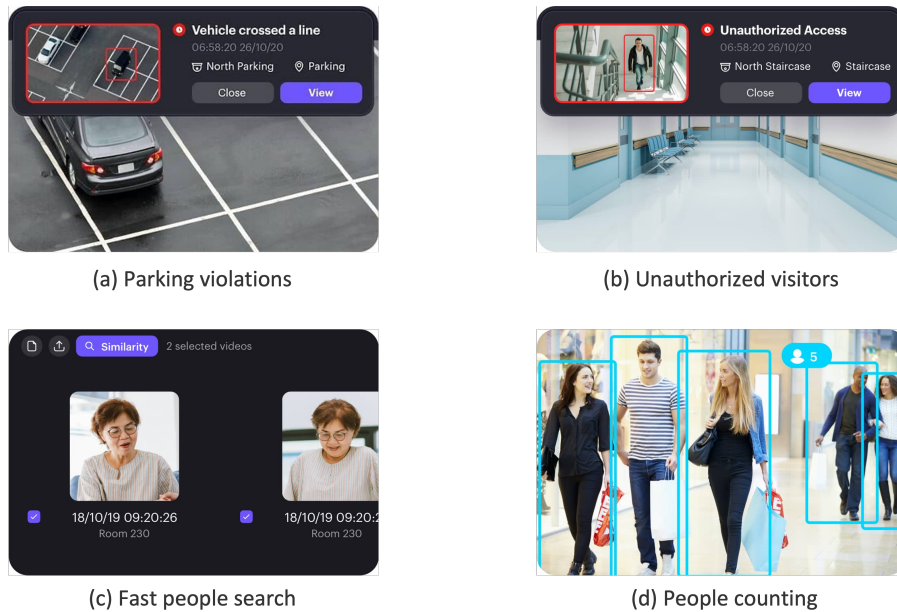 Vehicle crossed a line
06:58:20 26/10/20
North Parking Parking
Close View
(a) Parking violations
Unauthorized Access
06:58:20 26/10/20
North Staircase Staircase
Close View
(b) Unauthorized visitors
Similarity 2 selected videos
18/10/19 09:20:26 18/10/19 09:20:2
Room 230 Room 230
(c) Fast people search
5
(d) People counting